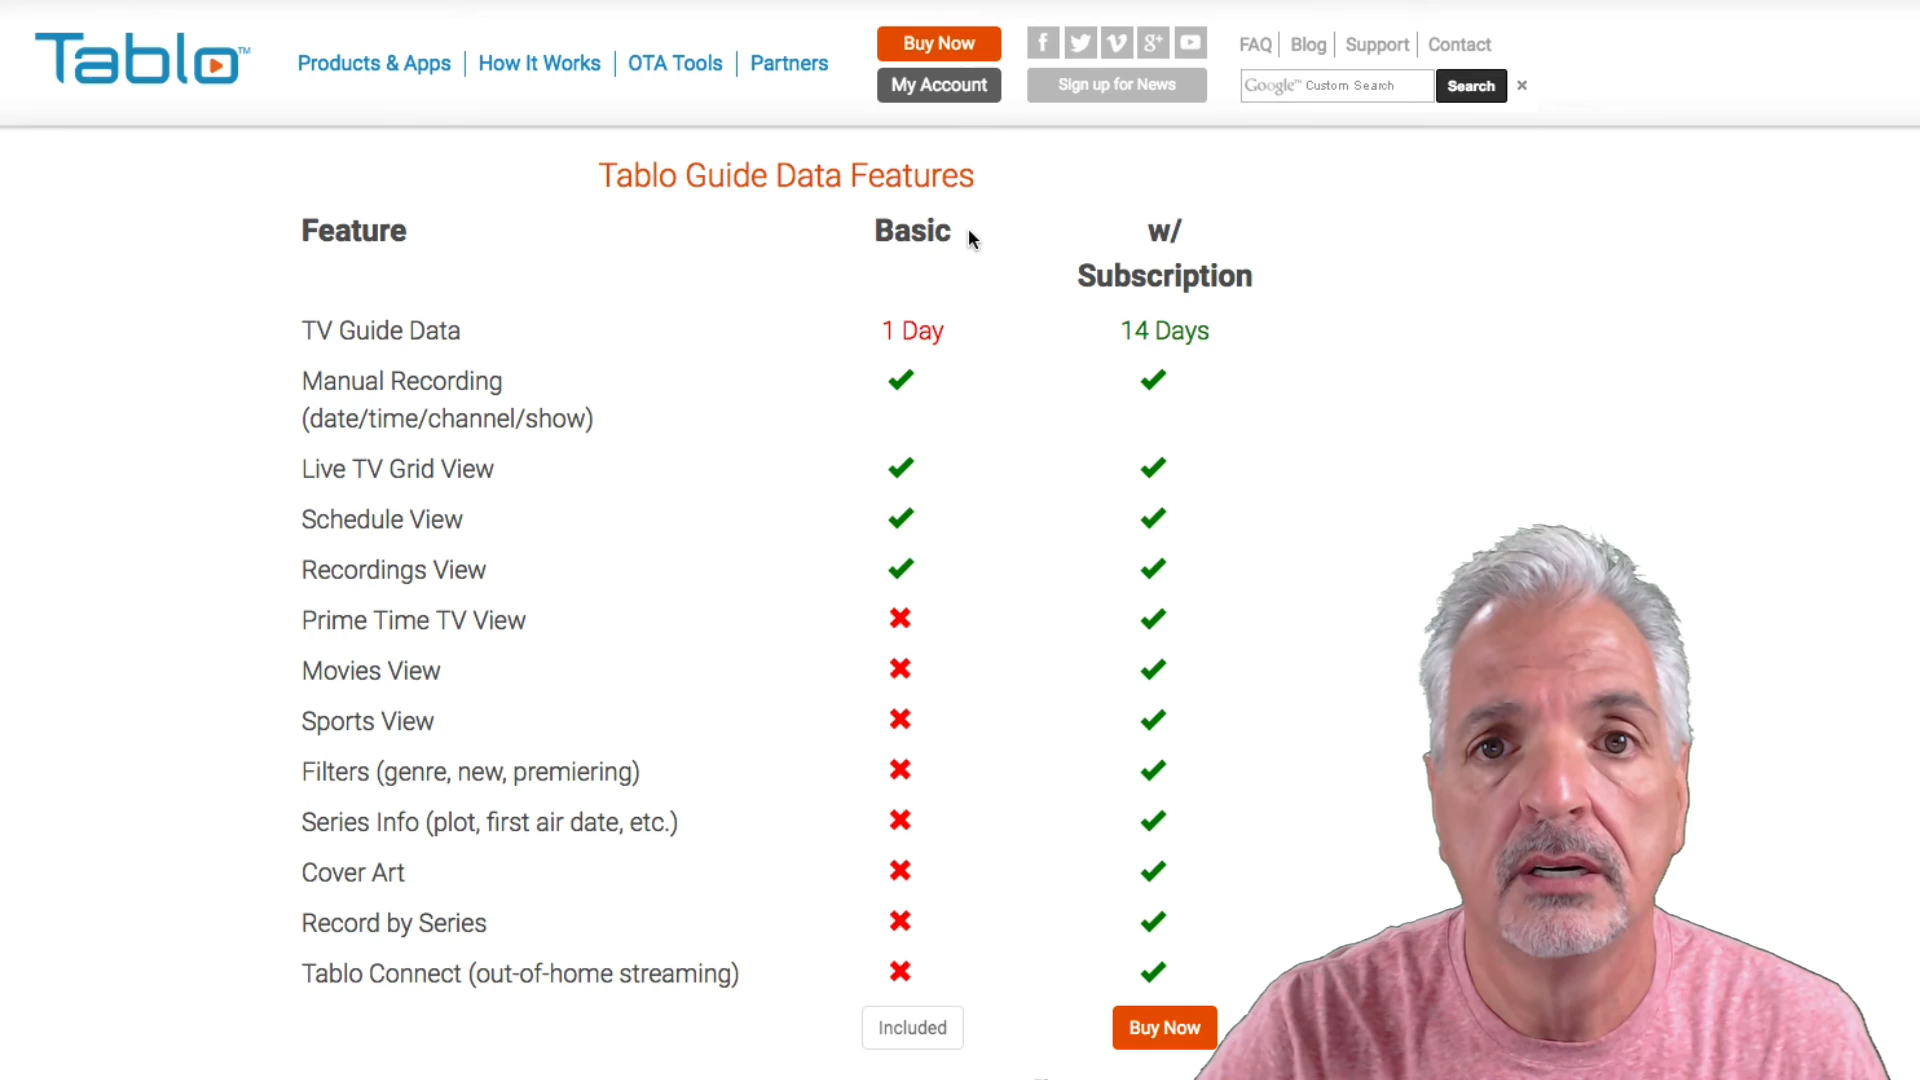 Tablo™
Products & Apps
How It Works
OTA Tools
Partners
Buy Now
My Account
Sign up for News
FAQ
Blog
Support
Contact
Google™ Custom Search
Search
×
Tablo Guide Data Features
Feature
Basic
w/
Subscription
TV Guide Data
1 Day
14 Days
Manual Recording
(date/time/channel/show)
Live TV Grid View
Schedule View
Recordings View
Prime Time TV View
Movies View
Sports View
Filters (genre, new, premiering)
Series Info (plot, first air date, etc.)
Cover Art
Record by Series
Tablo Connect (out-of-home streaming)
Included
Buy Now